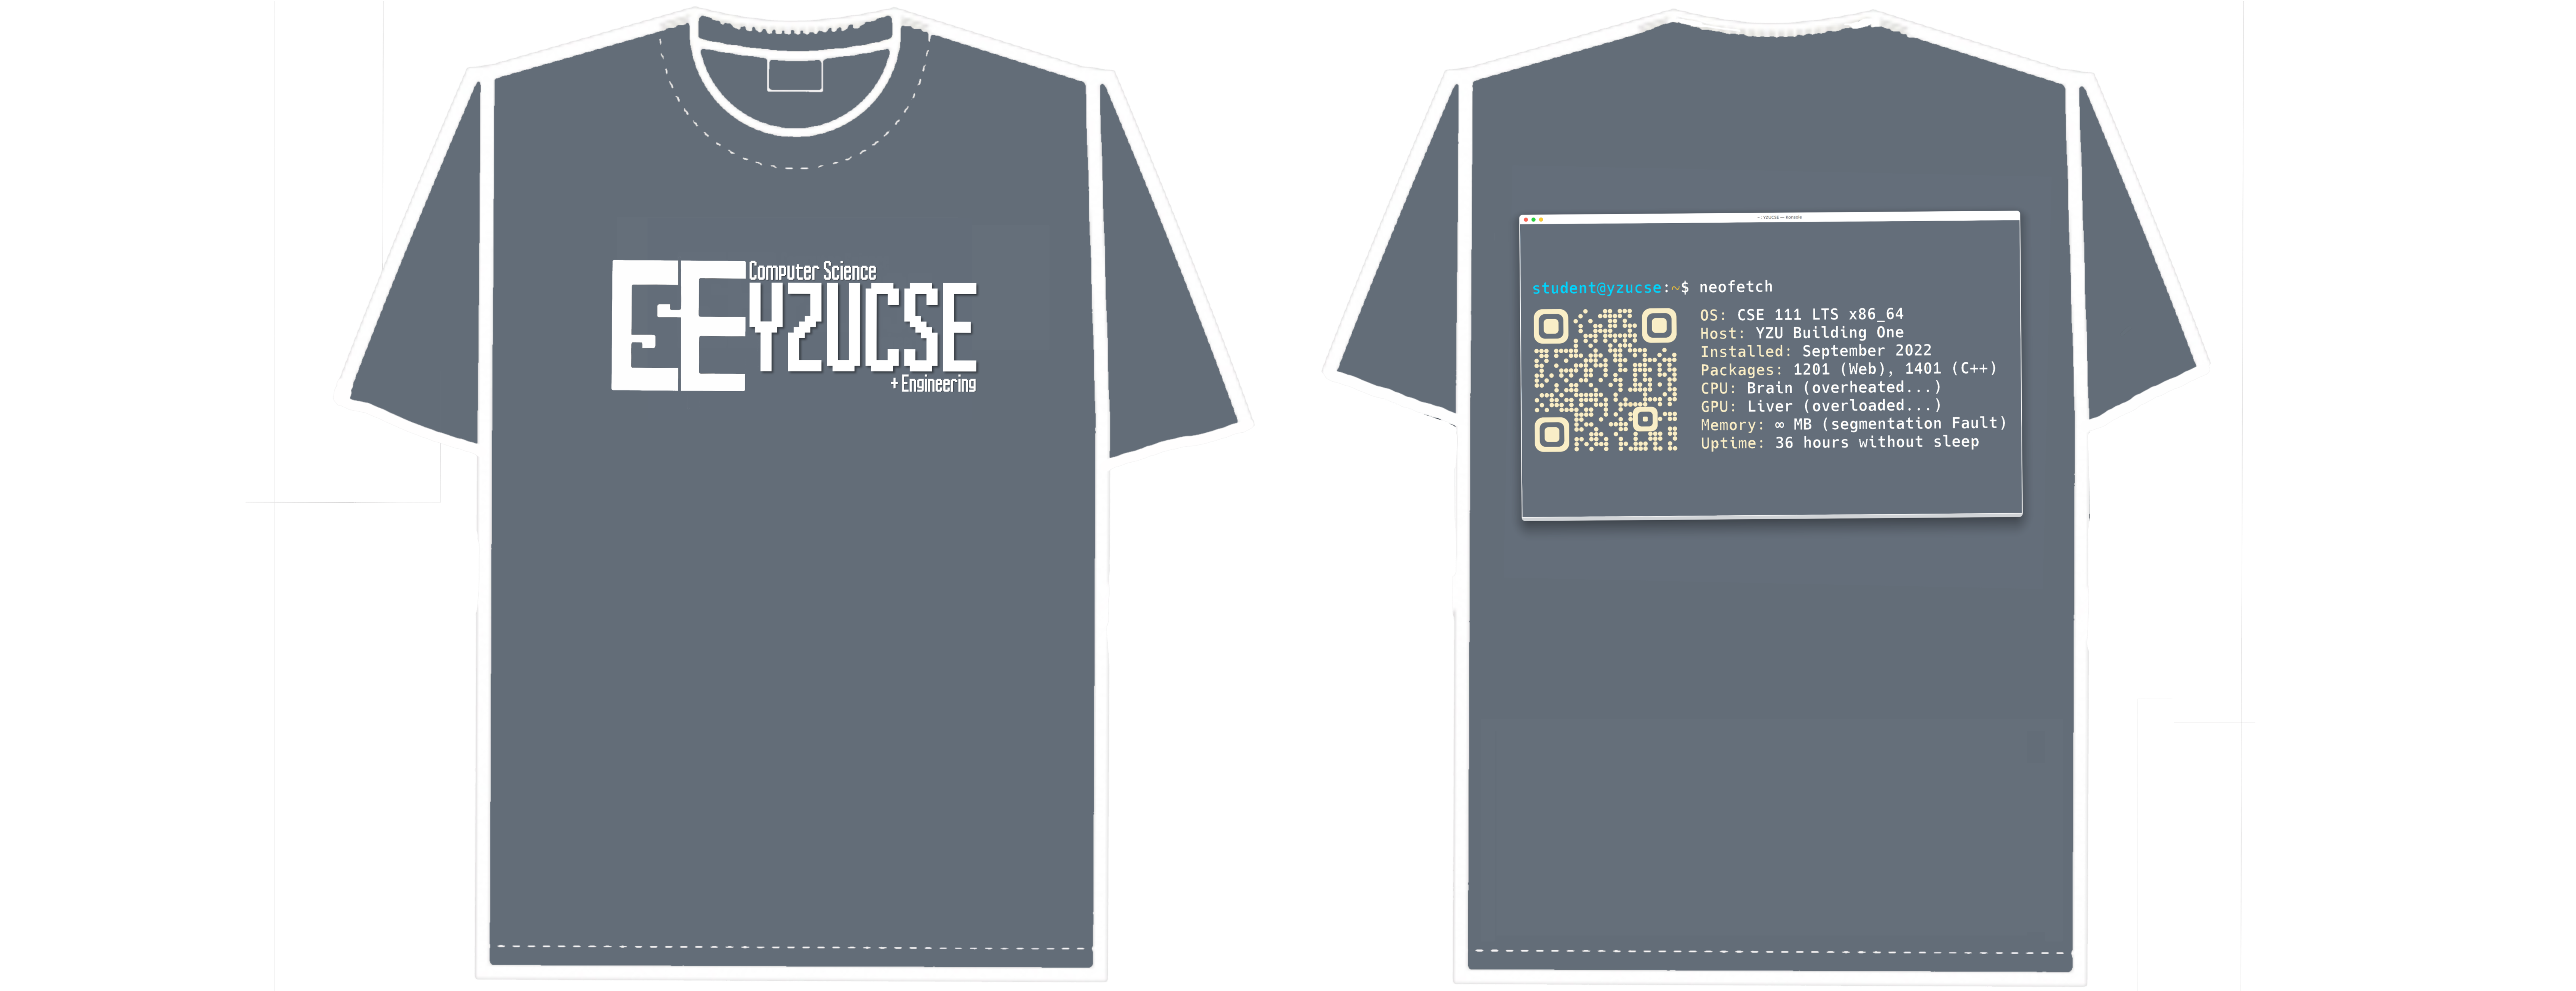 Computer Science
YZUCSE
+ Engineering
~ : YZUCSE — Konsole
student@yzucse:~$ neofetch
OS: CSE 111 LTS x86_64
Host: YZU Building One
Installed: September 2022
Packages: 1201 (Web), 1401 (C++)
CPU: Brain (overheated...)
GPU: Liver (overloaded...)
Memory: ∞ MB (segmentation Fault)
Uptime: 36 hours without sleep